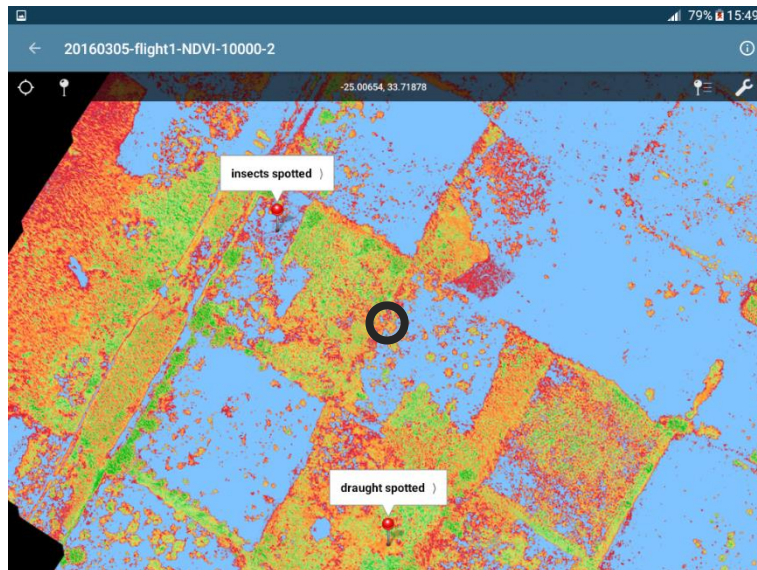 79% 15:49
20160305-flight1-NDVI-10000-2
-25.00654, 33.71878
insects spotted
draught spotted